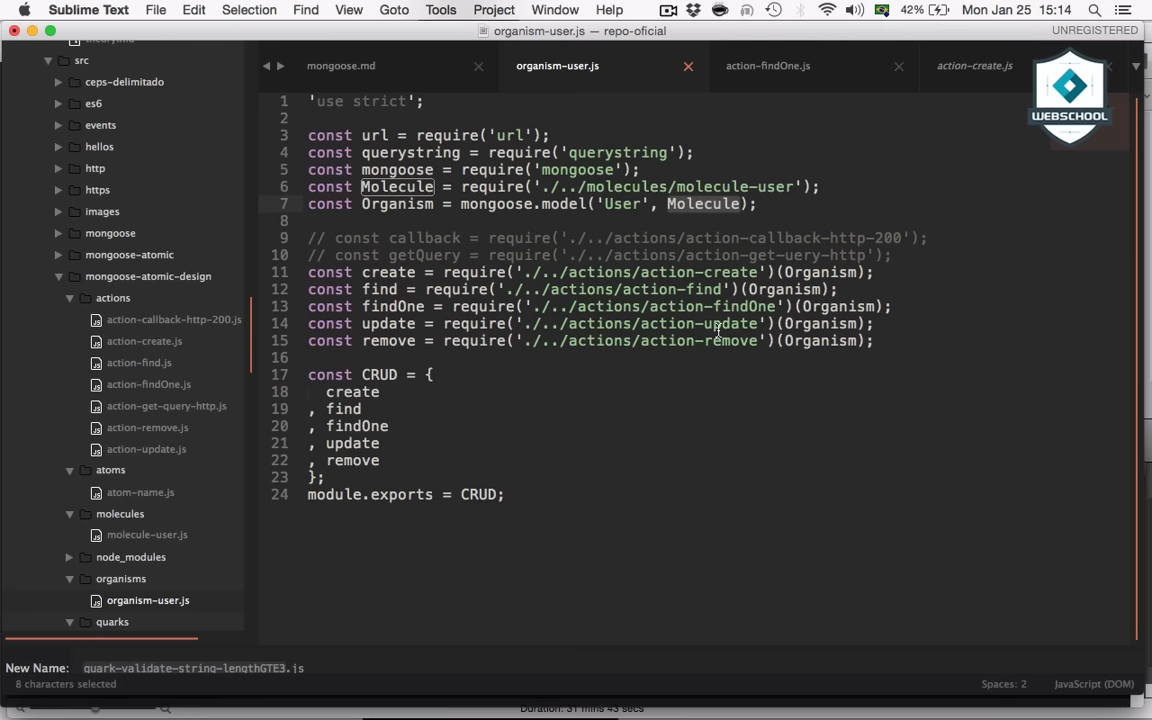 Sublime Text File Edit Selection Find View Goto Tools Project Window Help 42% Mon Jan 25 15:14
organism-user.js — repo-oficial UNREGISTERED
src
ceps-delimitado
es6
events
hellos
http
https
images
mongoose
mongoose-atomic
mongoose-atomic-design
actions
action-callback-http-200.js
action-create.js
action-find.js
action-findOne.js
action-get-query-http.js
action-remove.js
action-update.js
atoms
atom-name.js
molecules
molecule-user.js
node_modules
organisms
organism-user.js
quarks
mongoose.md organism-user.js action-findOne.js action-create.js
WEBSCHOOL
1 'use strict';
2
3 const url = require('url');
4 const querystring = require('querystring');
5 const mongoose = require('mongoose');
6 const Molecule = require('./../molecules/molecule-user');
7 const Organism = mongoose.model('User', Molecule);
8
9 // const callback = require('./../actions/action-callback-http-200');
10 // const getQuery = require('./../actions/action-get-uery-http');
11 const create = require('./../actions/action-create')(Organism);
12 const find = require('./../actions/action-find')(Organism);
13 const findOne = require('./../actions/action-findOne')(Organism);
14 const update = require('./../actions/action-update')(Organism);
15 const remove = require('./../actions/action-remove')(Organism);
16
17 const CRUD = {
18 create
19 , find
20 , findOne
21 , update
22 , remove
23 };
24 module.exports = CRUD;
New Name: quark-validate-string-lengthGTE3.js
8 characters selected Spaces: 2 JavaScript (DOM)
Duration: 31 mins 43 secs